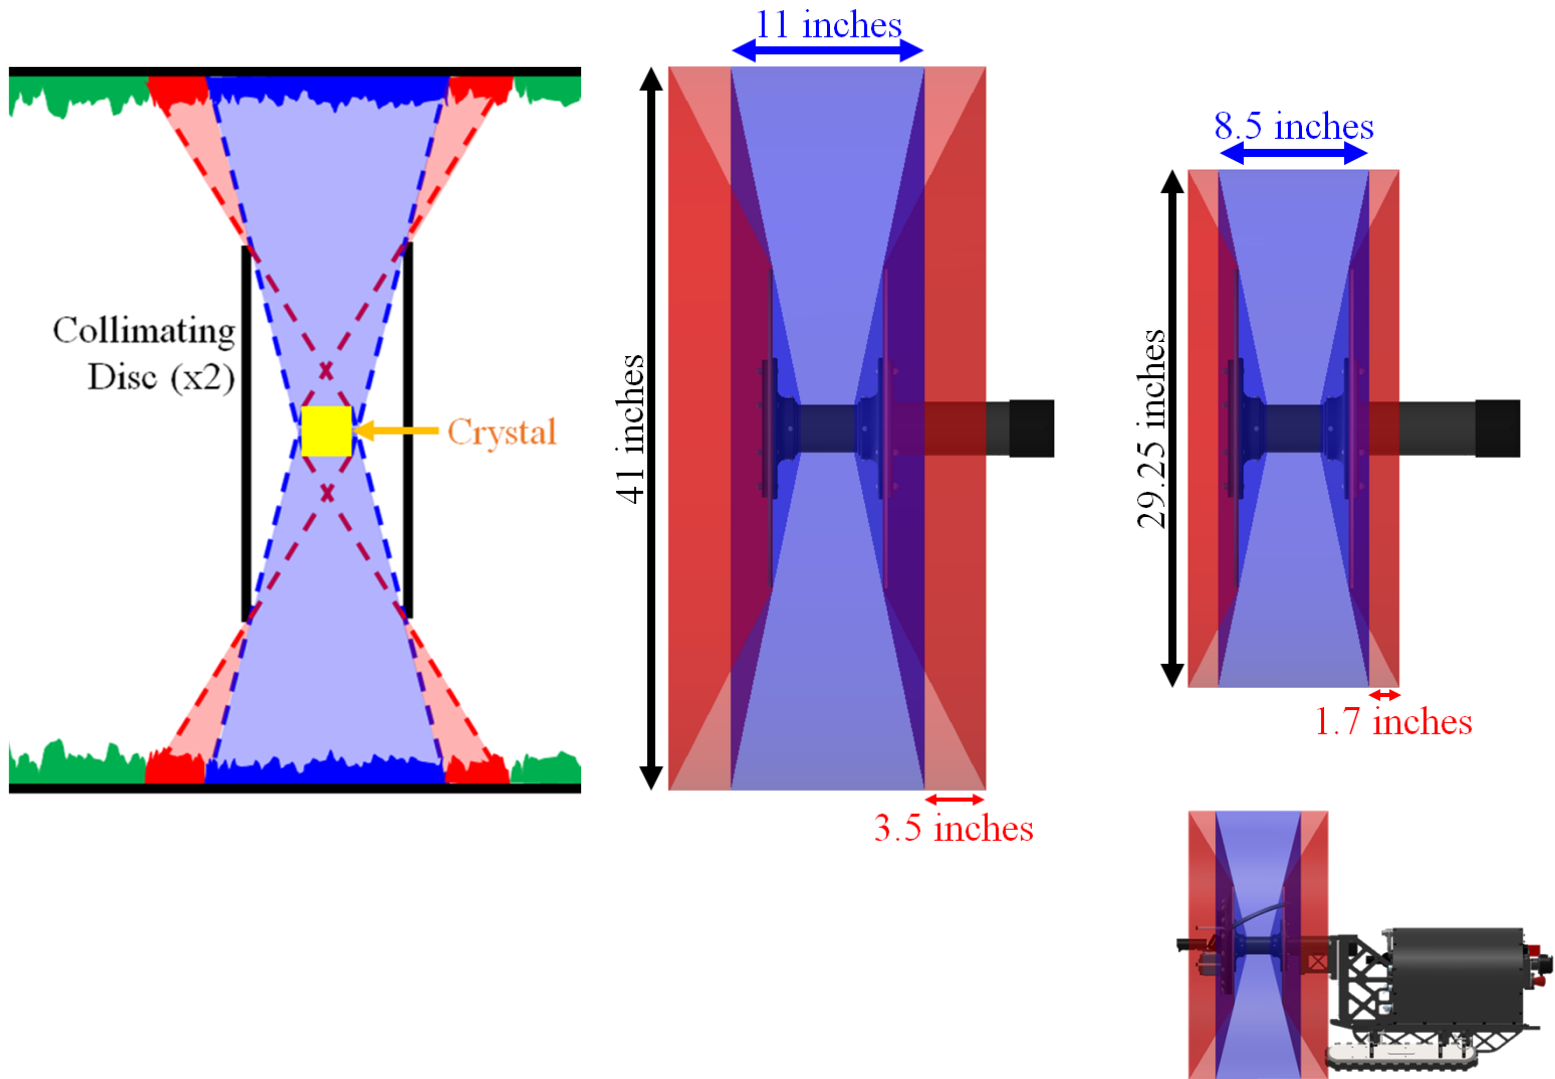 11 inches
8.5 inches
Collimating
Disc (x2)
Crystal
41 inches
29.25 inches
1.7 inches
3.5 inches